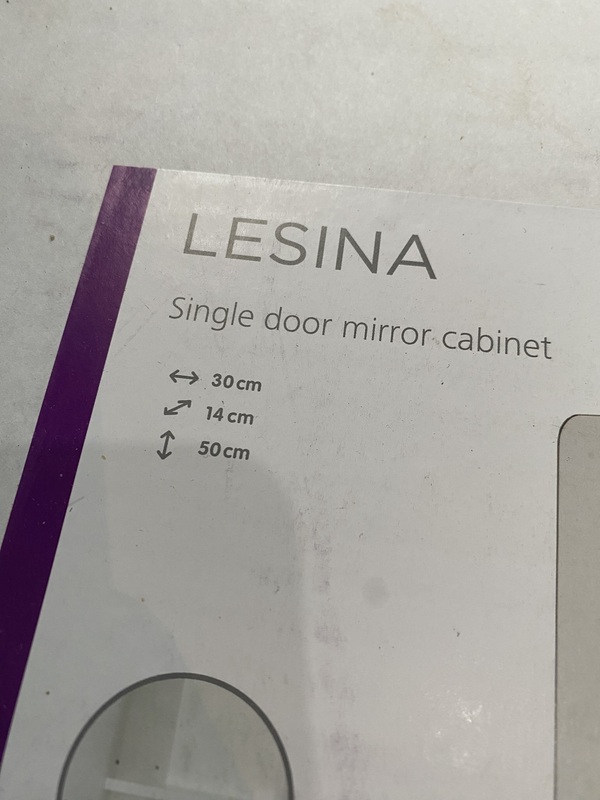 LESINA
Single door mirror cabinet
30cm
14cm
50cm